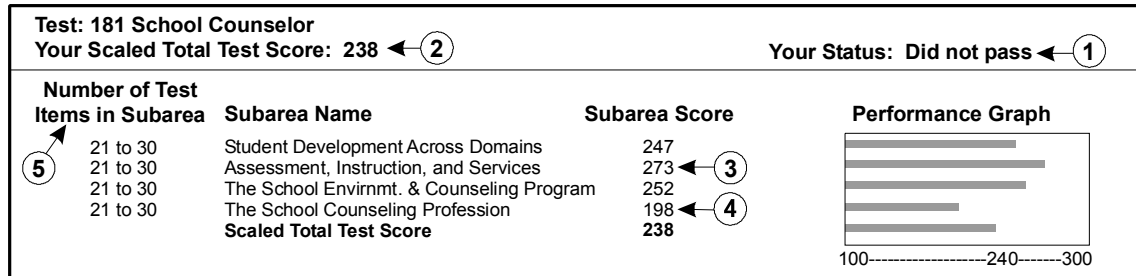 Test: 181 School Counselor
Your Scaled Total Test Score: 238 2 Your Status: Did not pass 1
Number of Test
Items in Subarea Subarea Name Subarea Score Performance Graph
5
21 to 30 Student Development Across Domains 247
21 to 30 Assessment, Instruction, and Services 273 3
21 to 30 The School Envirnmt. & Counseling Program 252
21 to 30 The School Counseling Profession 198 4
Scaled Total Test Score 238
100-------------------240-------300